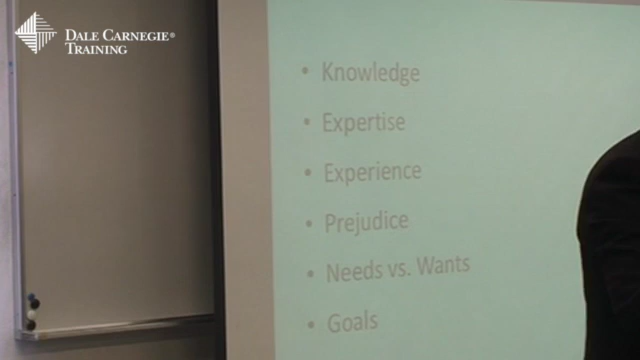 DALE CARNEGIE®
TRAINING
• Knowledge
• Expertise
• Experience
• Prejudice
• Needs vs. Wants
• Goals